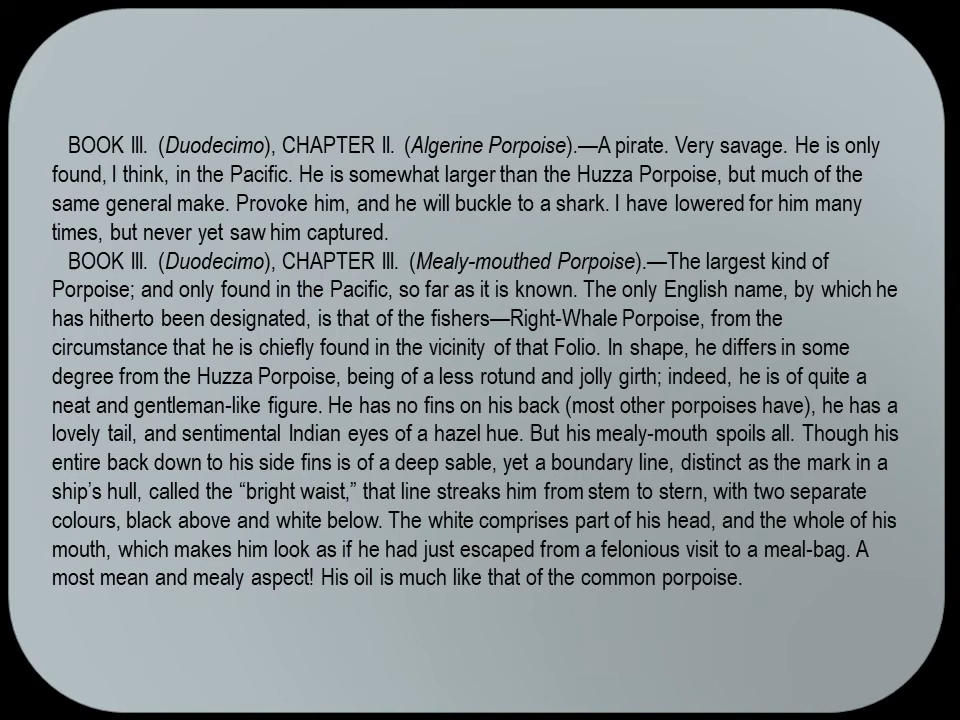 BOOK III. (Duodecimo), CHAPTER II. (Algerine Porpoise).—A pirate. Very savage. He is only
found, I think, in the Pacific. He is somewhat larger than the Huzza Porpoise, but much of the
same general make. Provoke him, and he will buckle to a shark. I have lowered for him many
times, but never yet saw him captured.
BOOK III. (Duodecimo), CHAPTER III. (Mealy-mouthed Porpoise).—The largest kind of
Porpoise; and only found in the Pacific, so far as it is known. The only English name, by which he
has hitherto been designated, is that of the fishers—Right-Whale Porpoise, from the
circumstance that he is chiefly found in the vicinity of that Folio. In shape, he differs in some
degree from the Huzza Porpoise, being of a less rotund and jolly girth; indeed, he is of quite a
neat and gentleman-like figure. He has no fins on his back (most other porpoises have), he has a
lovely tail, and sentimental Indian eyes of a hazel hue. But his mealy-mouth spoils all. Though his
entire back down to his side fins is of a deep sable, yet a boundary line, distinct as the mark in a
ship’s hull, called the “bright waist,” that line streaks him from stem to stern, with two separate
colours, black above and white below. The white comprises part of his head, and the whole of his
mouth, which makes him look as if he had just escaped from a felonious visit to a meal-bag. A
most mean and mealy aspect! His oil is much like that of the common porpoise.